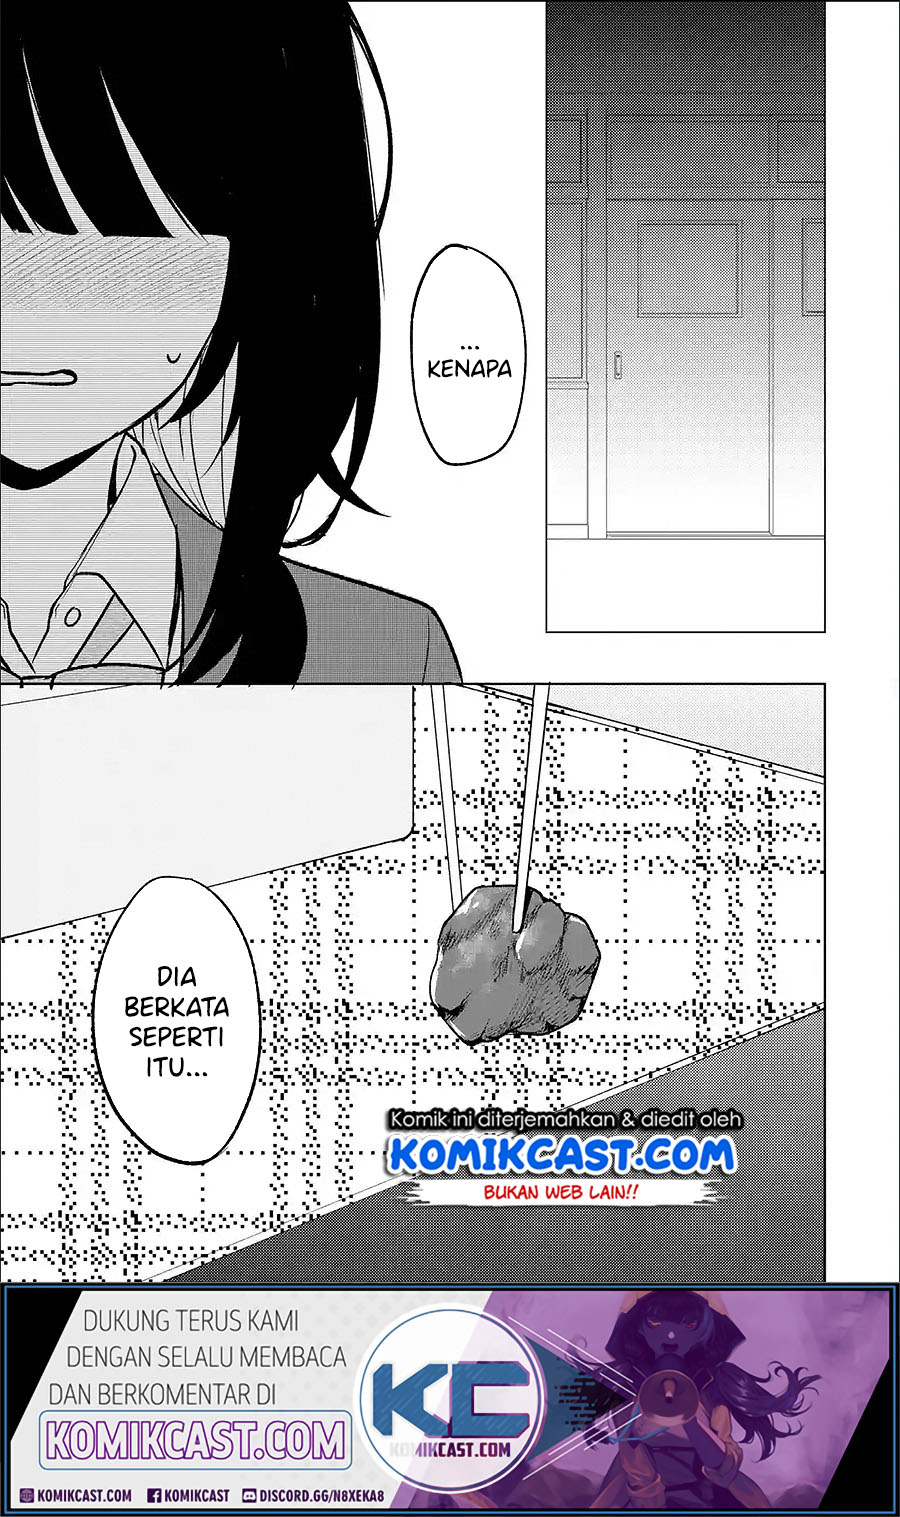 ...
KENAPA
DIA
BERKATA
SEPERTI
ITU...
Komik ini diterjemahkan & diedit oleh
KOMIKCAST.COM
BUKAN WEB LAIN!!
DUKUNG TERUS KAMI
DENGAN SELALU MEMBACA
DAN BERKOMENTAR DI
KOMIKCAST.COM
KC
KOMIKCAST.COM
KOMIKCAST.COM KOMIKCAST DISCORD.GG/N8XEKA8